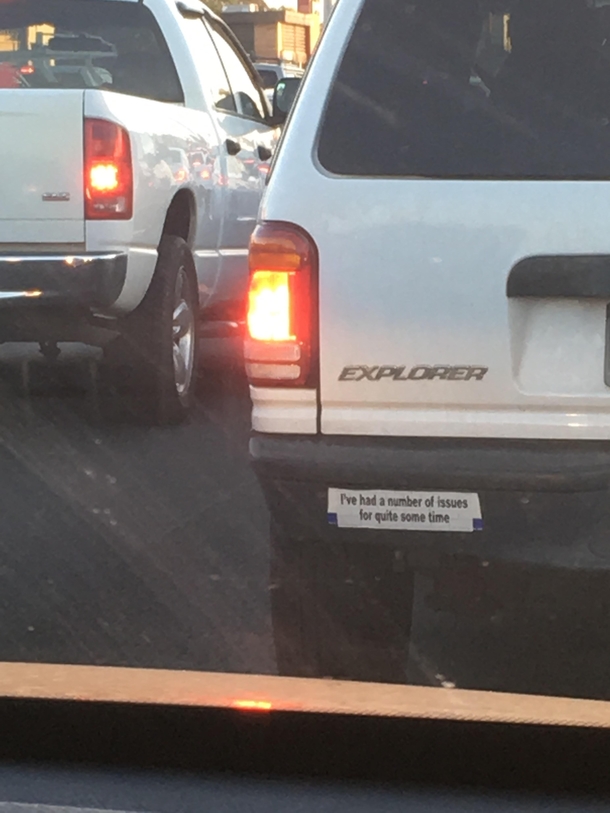 EXPLORER
I've had a number of issues
for quite some time